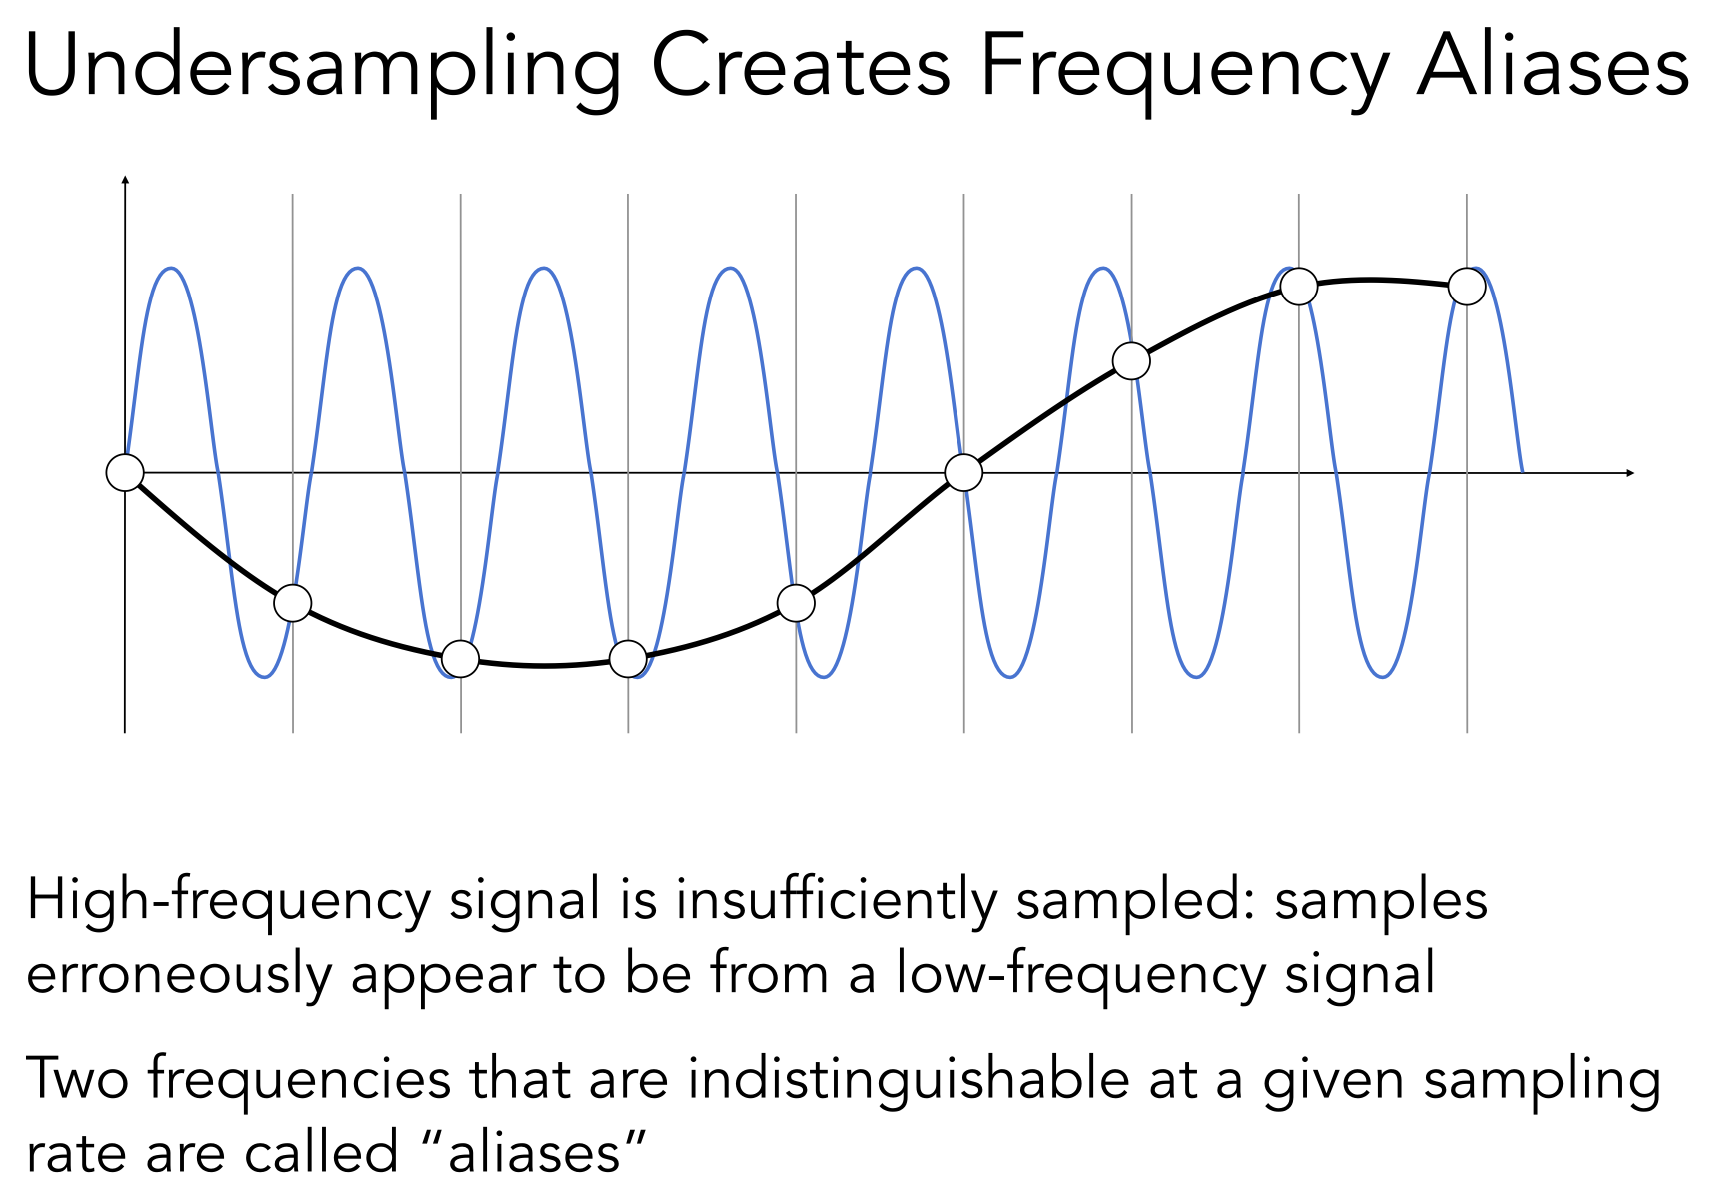 Undersampling Creates Frequency Aliases
High-frequency signal is insufficiently sampled: samples
erroneously appear to be from a low-frequency signal
Two frequencies that are indistinguishable at a given sampling
rate are called “aliases”